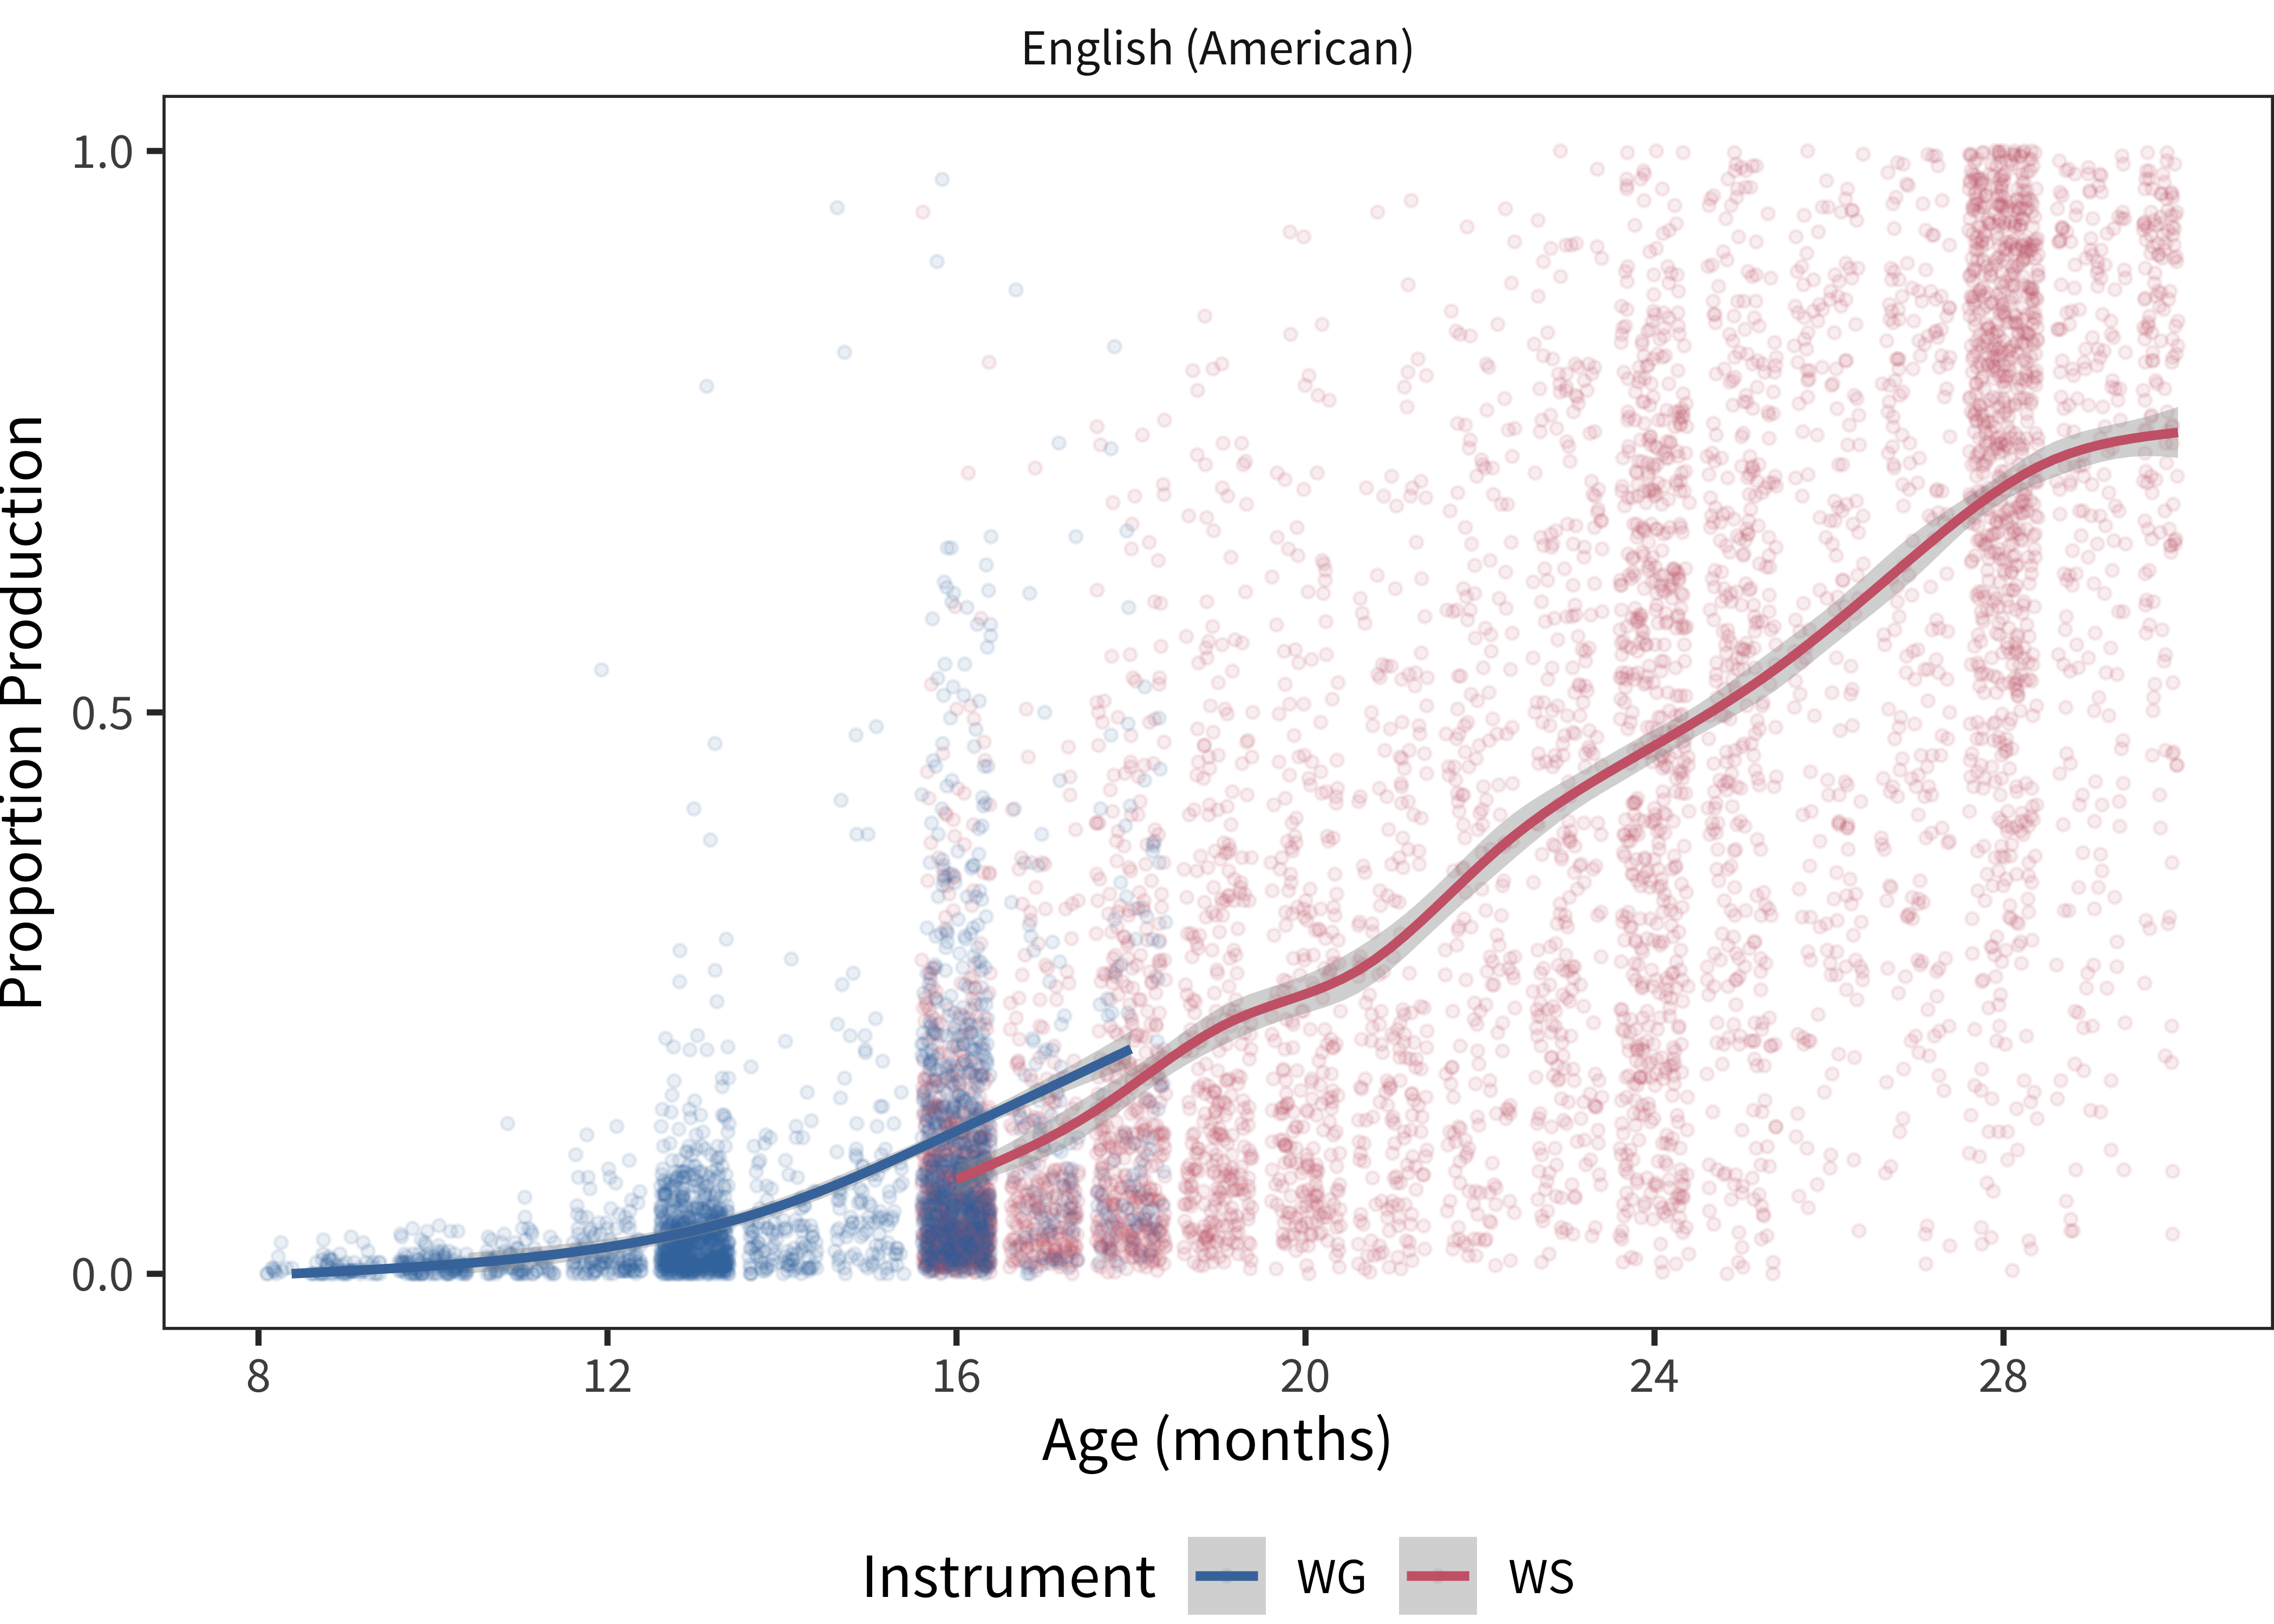 English (American)
Proportion Production
1.0
0.5
0.0
8 12 16 20 24 28
Age (months)
Instrument WG WS